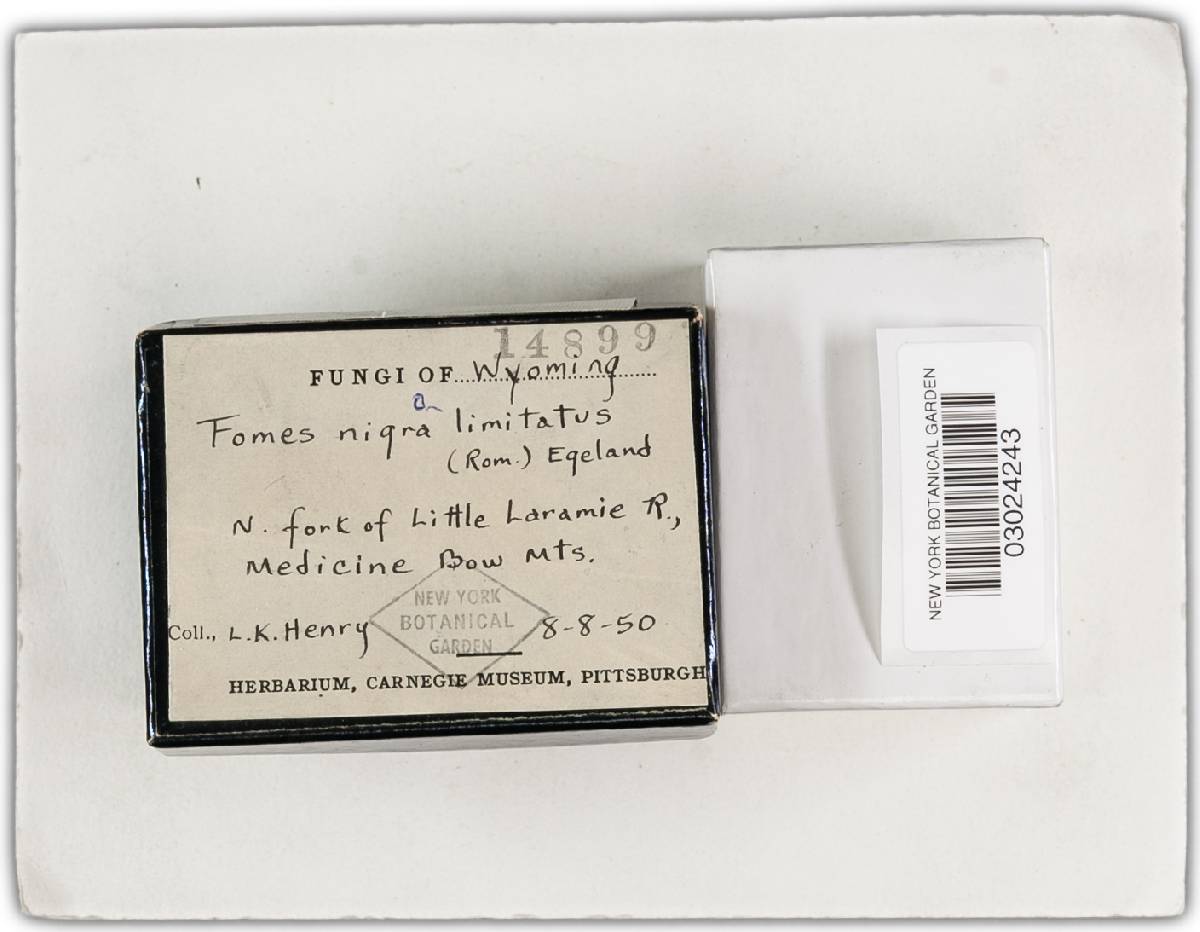 14899
FUNGI OF Wyoming
Fomes nigra limitatus
(Rom.) Egeland
N. fork of Little Laramie R.,
Medicine Bow Mts.
NEW YORK
BOTANICAL
GARDEN
Coll., L.K. Henry 8-8-50
HERBARIUM, CARNEGIE MUSEUM, PITTSBURGH
NEW YORK BOTANICAL GARDEN
03024243